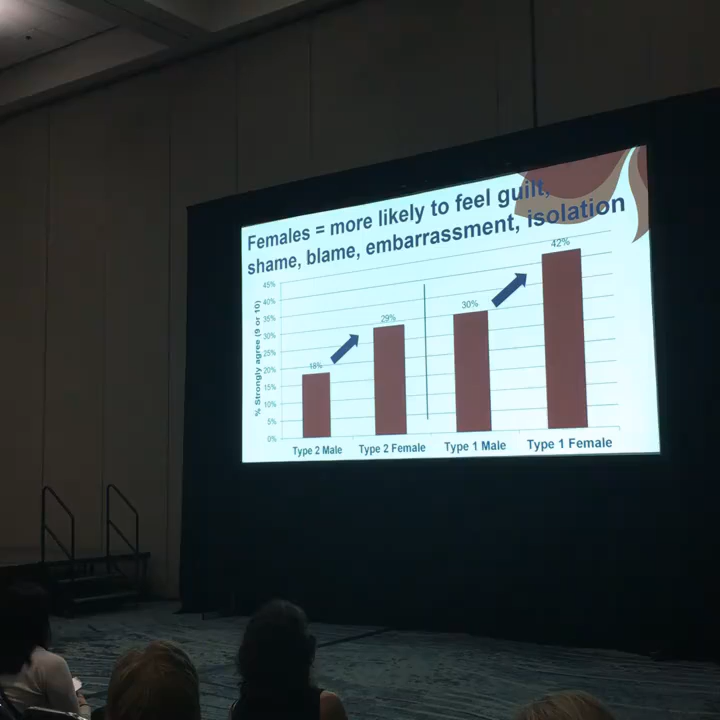 Females = more likely to feel guilt,
shame, blame, embarrassment, isolation
% Strongly agree (9 or 10)
45%
40%
35%
30%
25%
20%
15%
10%
5%
0%
18%
29%
30%
42%
Type 2 Male
Type 2 Female
Type 1 Male
Type 1 Female